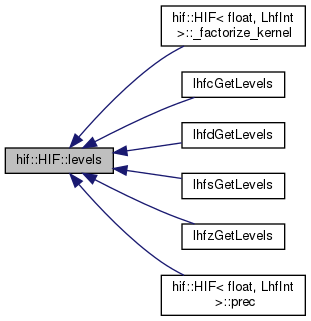 hif::HIF< float, LhfInt
>::_factorize_kernel
lhfcGetLevels
lhfdGetLevels
hif::HIF::levels
lhfsGetLevels
lhfzGetLevels
hif::HIF< float, LhfInt
>::prec